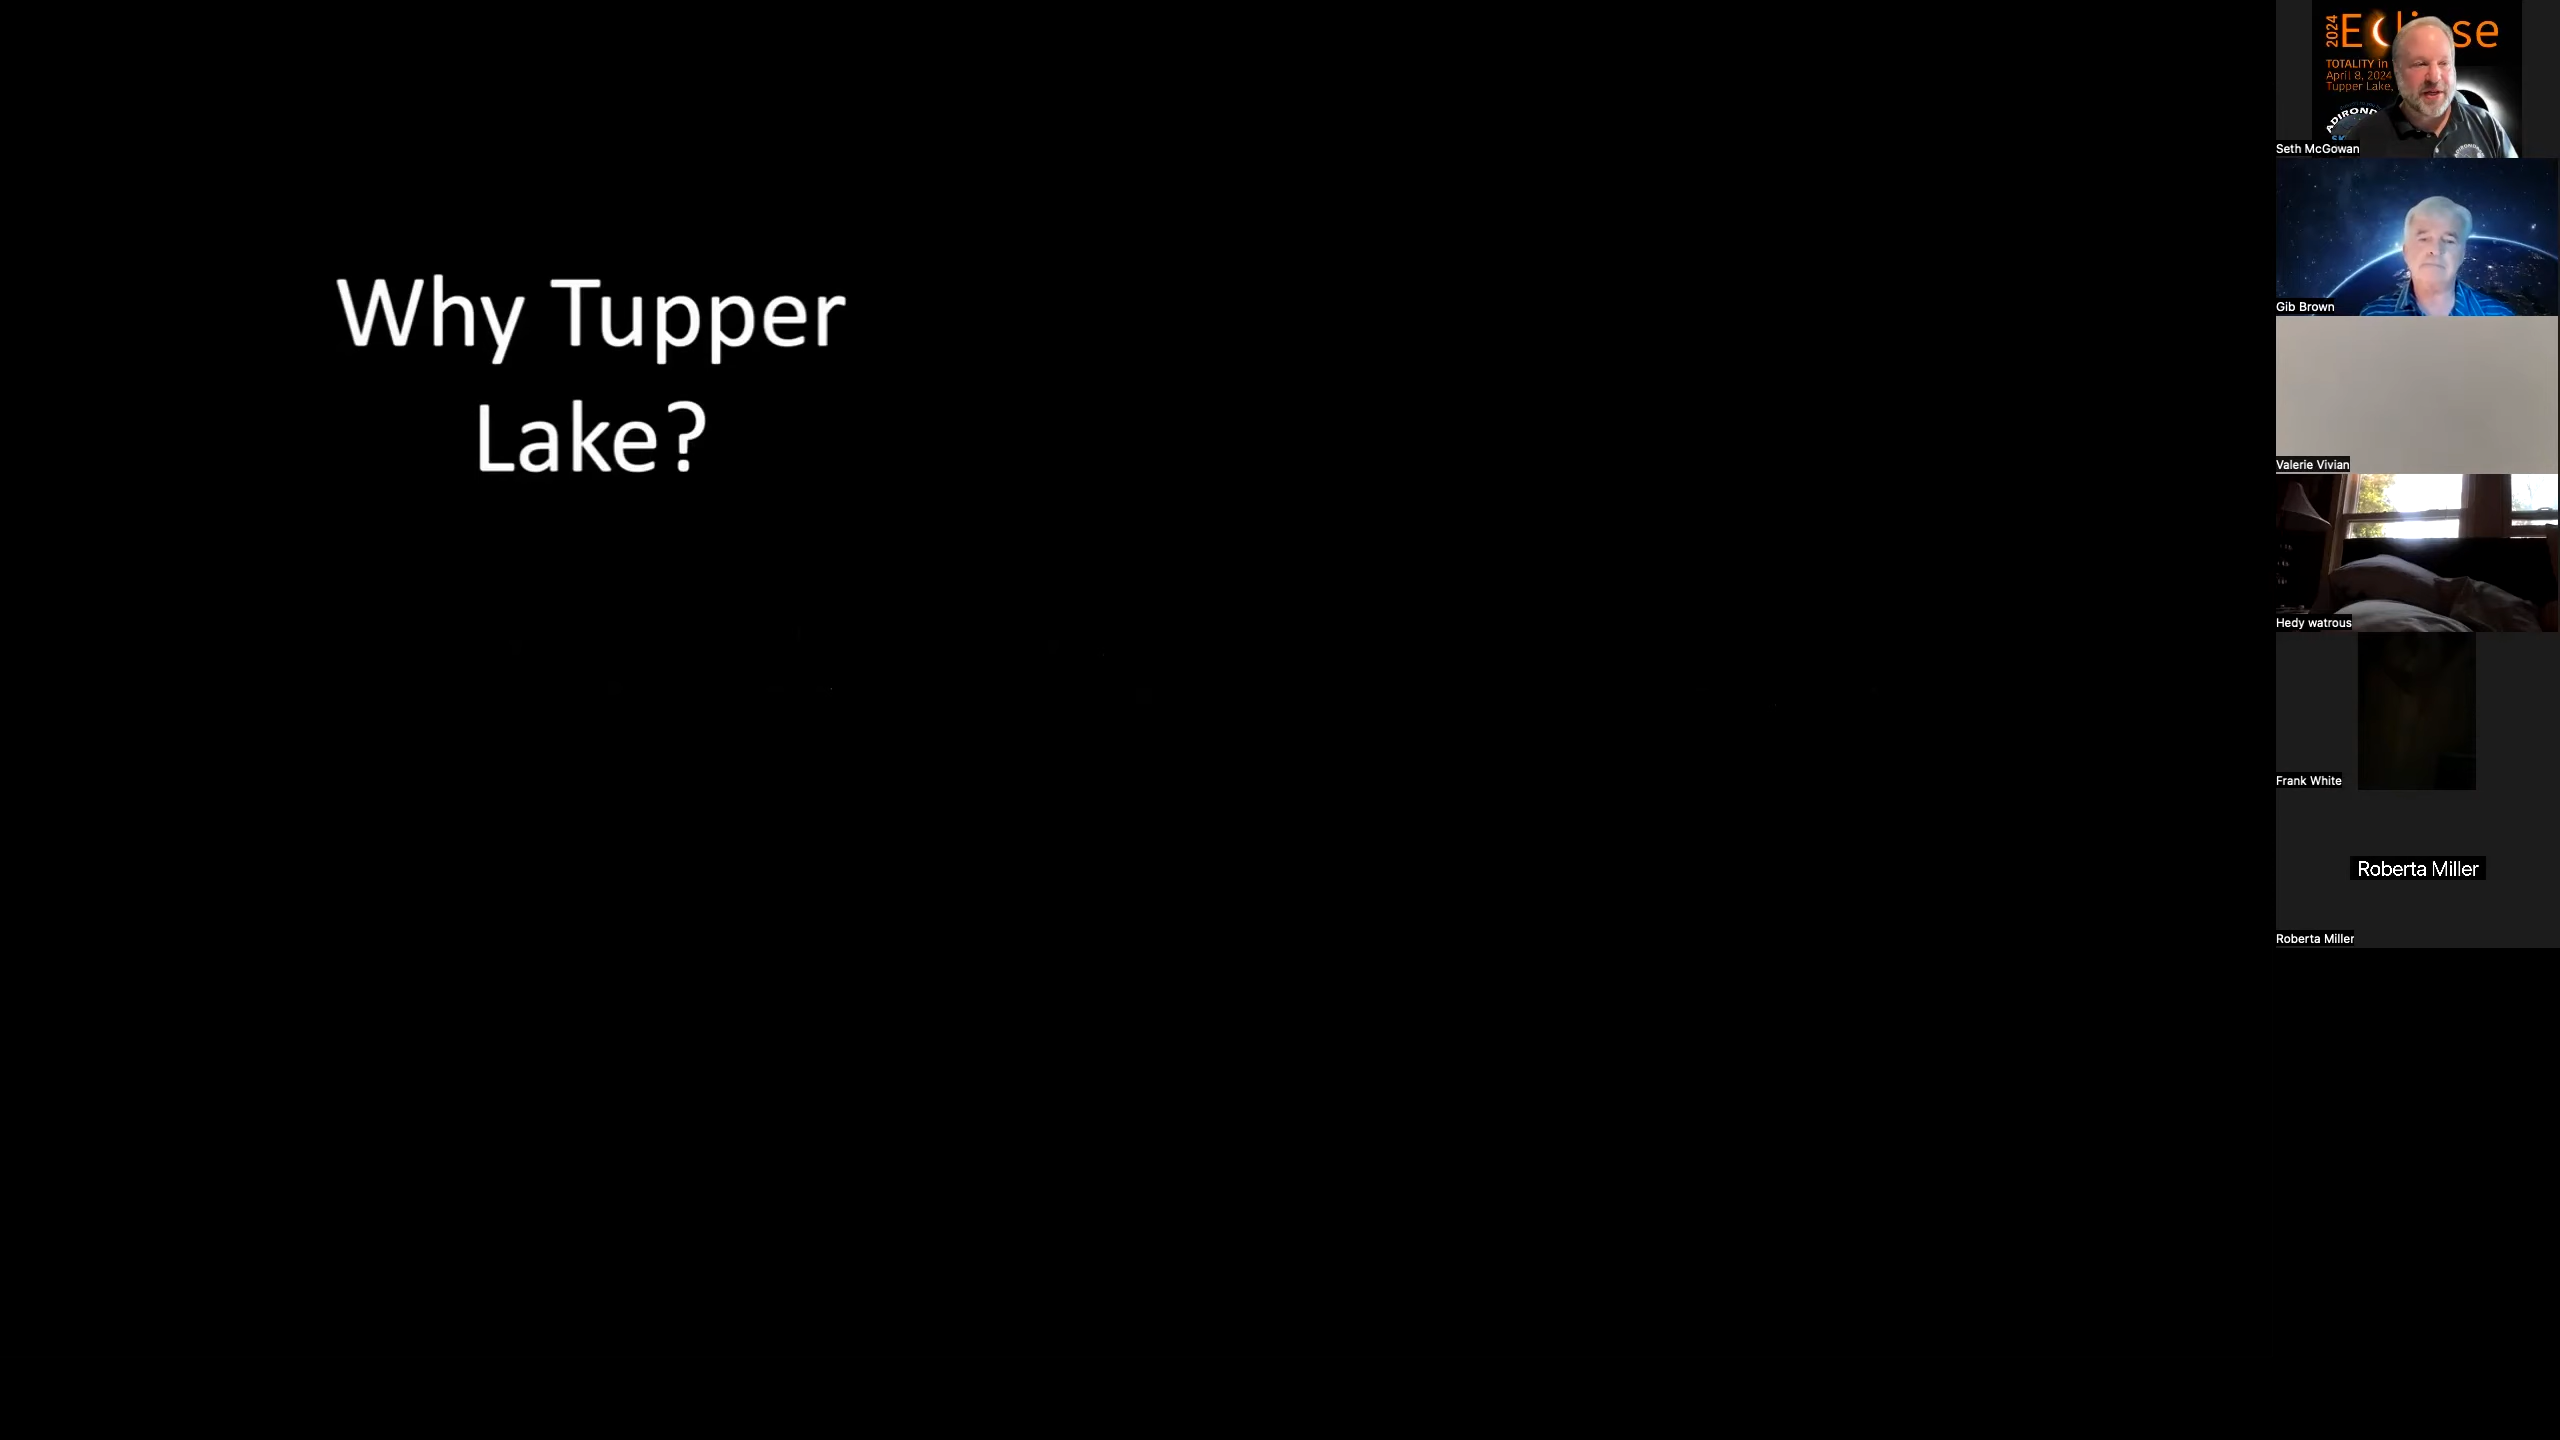 Why Tupper
Lake?
2024
TOTALITY in
April 8, 2024
Tupper Lake,
Seth McGowan
Gib Brown
Valerie Vivian
Hedy watrous
Frank White
Roberta Miller
Roberta Miller